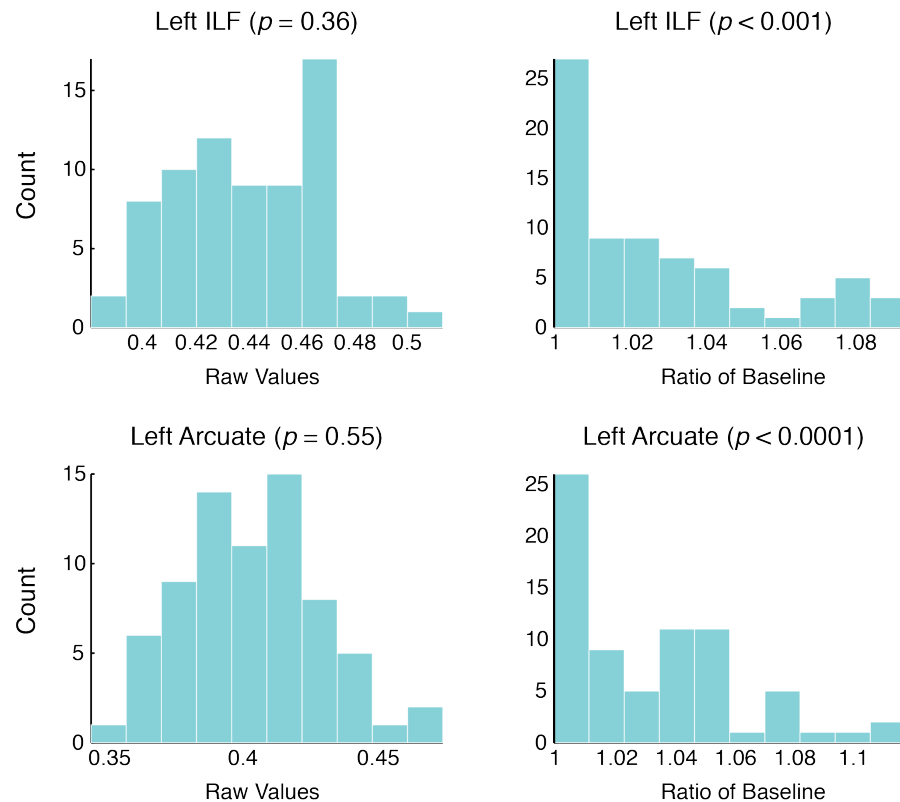 Left ILF (p = 0.36)
Count
15
10
5
0
0.4 0.42 0.44 0.46 0.48 0.5
Raw Values
Left ILF (p < 0.001)
25
20
15
10
5
0
1 1.02 1.04 1.06 1.08
Ratio of Baseline
Left Arcuate (p = 0.55)
Count
15
10
5
0
0.35 0.4 0.45
Raw Values
Left Arcuate (p < 0.0001)
25
20
15
10
5
0
1 1.02 1.04 1.06 1.08 1.1
Ratio of Baseline